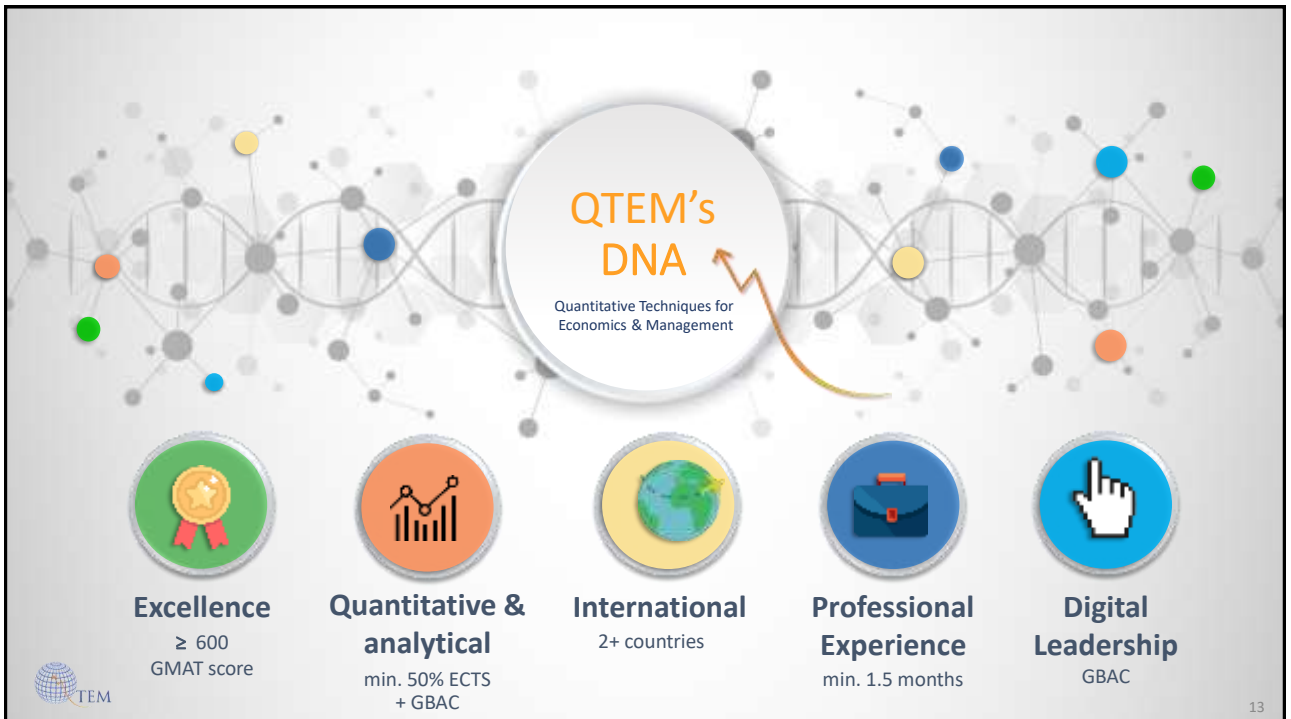 QTEM's
DNA
Quantitative Techniques for
Economics & Management
Excellence
≥ 600
GMAT score
Quantitative &
analytical
min. 50% ECTS
+ GBAC
International
2+ countries
Professional
Experience
min. 1.5 months
Digital
Leadership
GBAC
QTEM
13